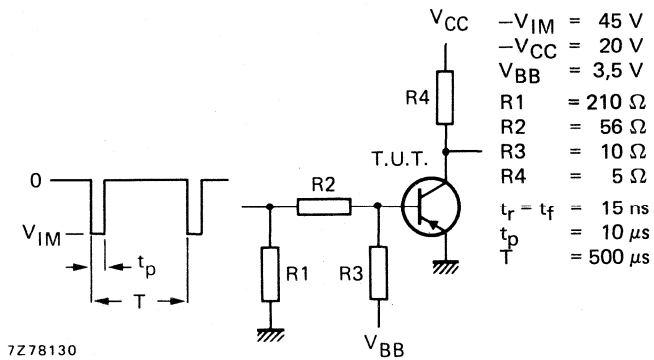 V_CC
−V_IM = 45 V
−V_CC = 20 V
V_BB = 3,5 V
R4
R1 = 210 Ω
R2 = 56 Ω
R3 = 10 Ω
R4 = 5 Ω
T.U.T.
0
R2
t_r = t_f = 15 ns
t_p = 10 μs
T = 500 μs
V_IM
t_p
T
R1
R3
V_BB
7Z78130